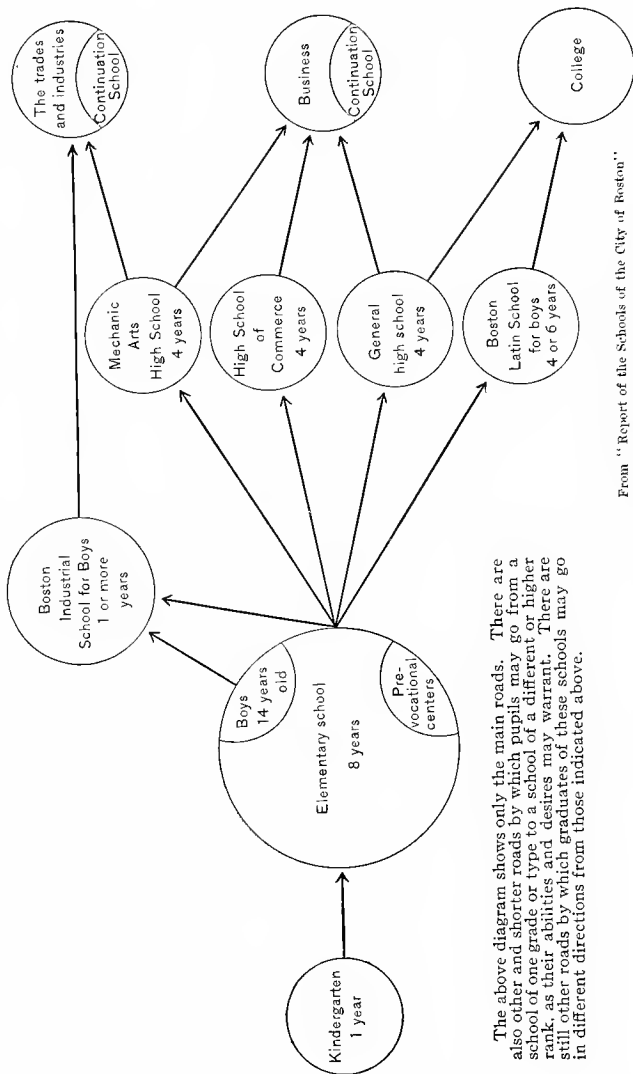 Kindergarten
1 year
Elementary school
8 years
Boys
14 years
old
Pre-
vocational
centers
Boston
Industrial
School for Boys
1 or more
years
Mechanic
Arts
High School
4 years
High School
of
Commerce
4 years
General
high school
4 years
Boston
Latin School
for boys
4 or 6 years
The trades
and industries
Continuation
School
Business
Continuation
School
College
The above diagram shows only the main roads. There are
also other and shorter roads by which pupils may go from a
school of one grade or type to a school of a different or higher
rank, as their abilities and desires may warrant. There are
still other roads by which graduates of these schools may go
in different directions from those indicated above.
From "Report of the Schools of the City of Boston"